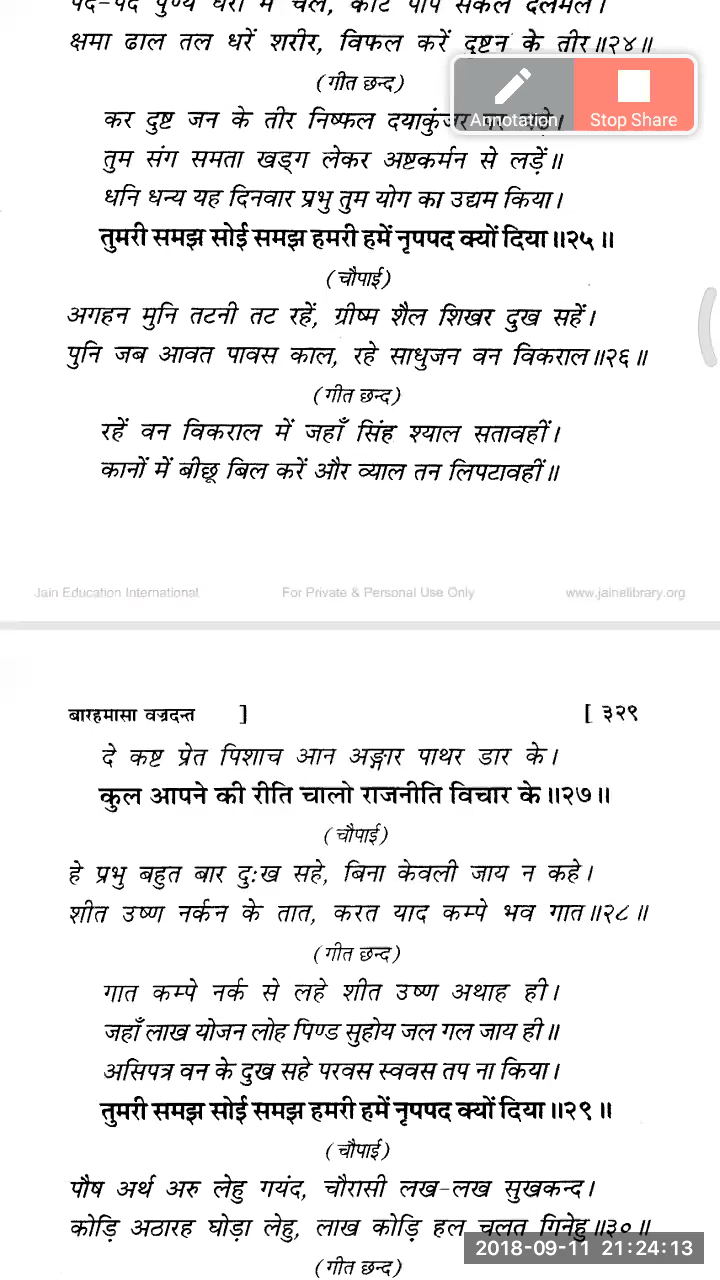 पद-पद पुण्य धरा में चलें, काट पाप सकल दलमलें।
क्षमा ढाल तल धरें शरीर, विफल करें दुष्टन के तीर॥२४॥
(गीत छन्द)
कर दुष्ट जन के तीर निष्फल दयाकुंजर पर चढ़े।
Annotation
Stop Share
तुम संग समता खड्ग लेकर अष्टकर्मन से लड़ें॥
धनि धन्य यह दिनवार प्रभु तुम योग का उद्यम किया।
तुमरी समझ सोई समझ हमरी हमें नृपपद क्यों दिया॥२५॥
(चौपाई)
अगहन मुनि तटनी तट रहें, ग्रीष्म शैल शिखर दुख सहें।
पुनि जब आवत पावस काल, रहे साधुजन वन विकराल॥२६॥
(गीत छन्द)
रहें वन विकराल में जहाँ सिंह श्याल सतावहीं।
कानों में बीछू बिल करें और व्याल तन लिपटावहीं॥
Jain Education International For Private & Personal Use Only www.jainelibrary.org
बारहमासा वज्रदन्त ] [ ३२९
दे कष्ट प्रेत पिशाच आन अङ्गार पाथर डार के।
कुल आपने की रीति चालो राजनीति विचार के॥२७॥
(चौपाई)
हे प्रभु बहुत बार दुःख सहे, बिना केवली जाय न कहे।
शीत उष्ण नर्कन के तात, करत याद कम्पे भव गात॥२८॥
(गीत छन्द)
गात कम्पे नर्क से लहे शीत उष्ण अथाह ही।
जहाँ लाख योजन लोह पिण्ड सुहोय जल गल जाय ही॥
असिपत्र वन के दुख सहे परवस स्ववस तप ना किया।
तुमरी समझ सोई समझ हमरी हमें नृपपद क्यों दिया॥२९॥
(चौपाई)
पौष अर्थ अरु लेहु गयंद, चौरासी लख-लख सुखकन्द।
कोड़ि अठारह घोड़ा लेहु, लाख कोड़ि हल चलत गिनेहु॥३०॥
2018-09-11 21:24:13
(गीत छन्द)